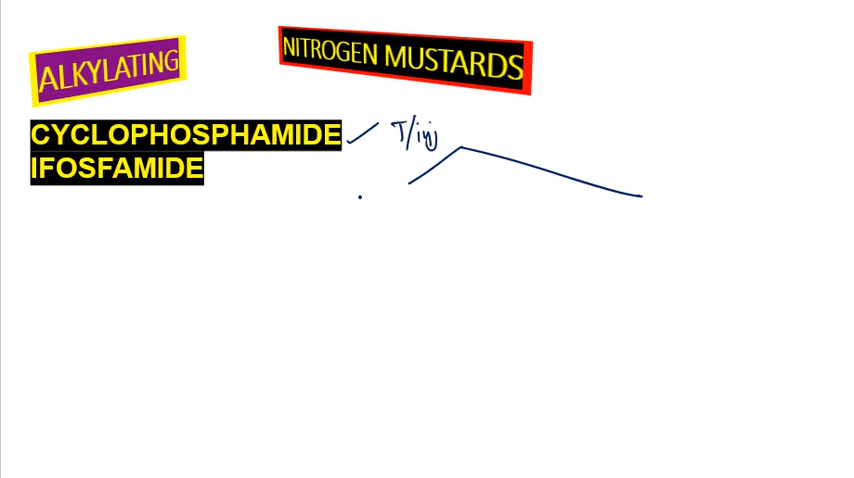 ALKYLATING
NITROGEN MUSTARDS
CYCLOPHOSPHAMIDE T/inj
IFOSFAMIDE